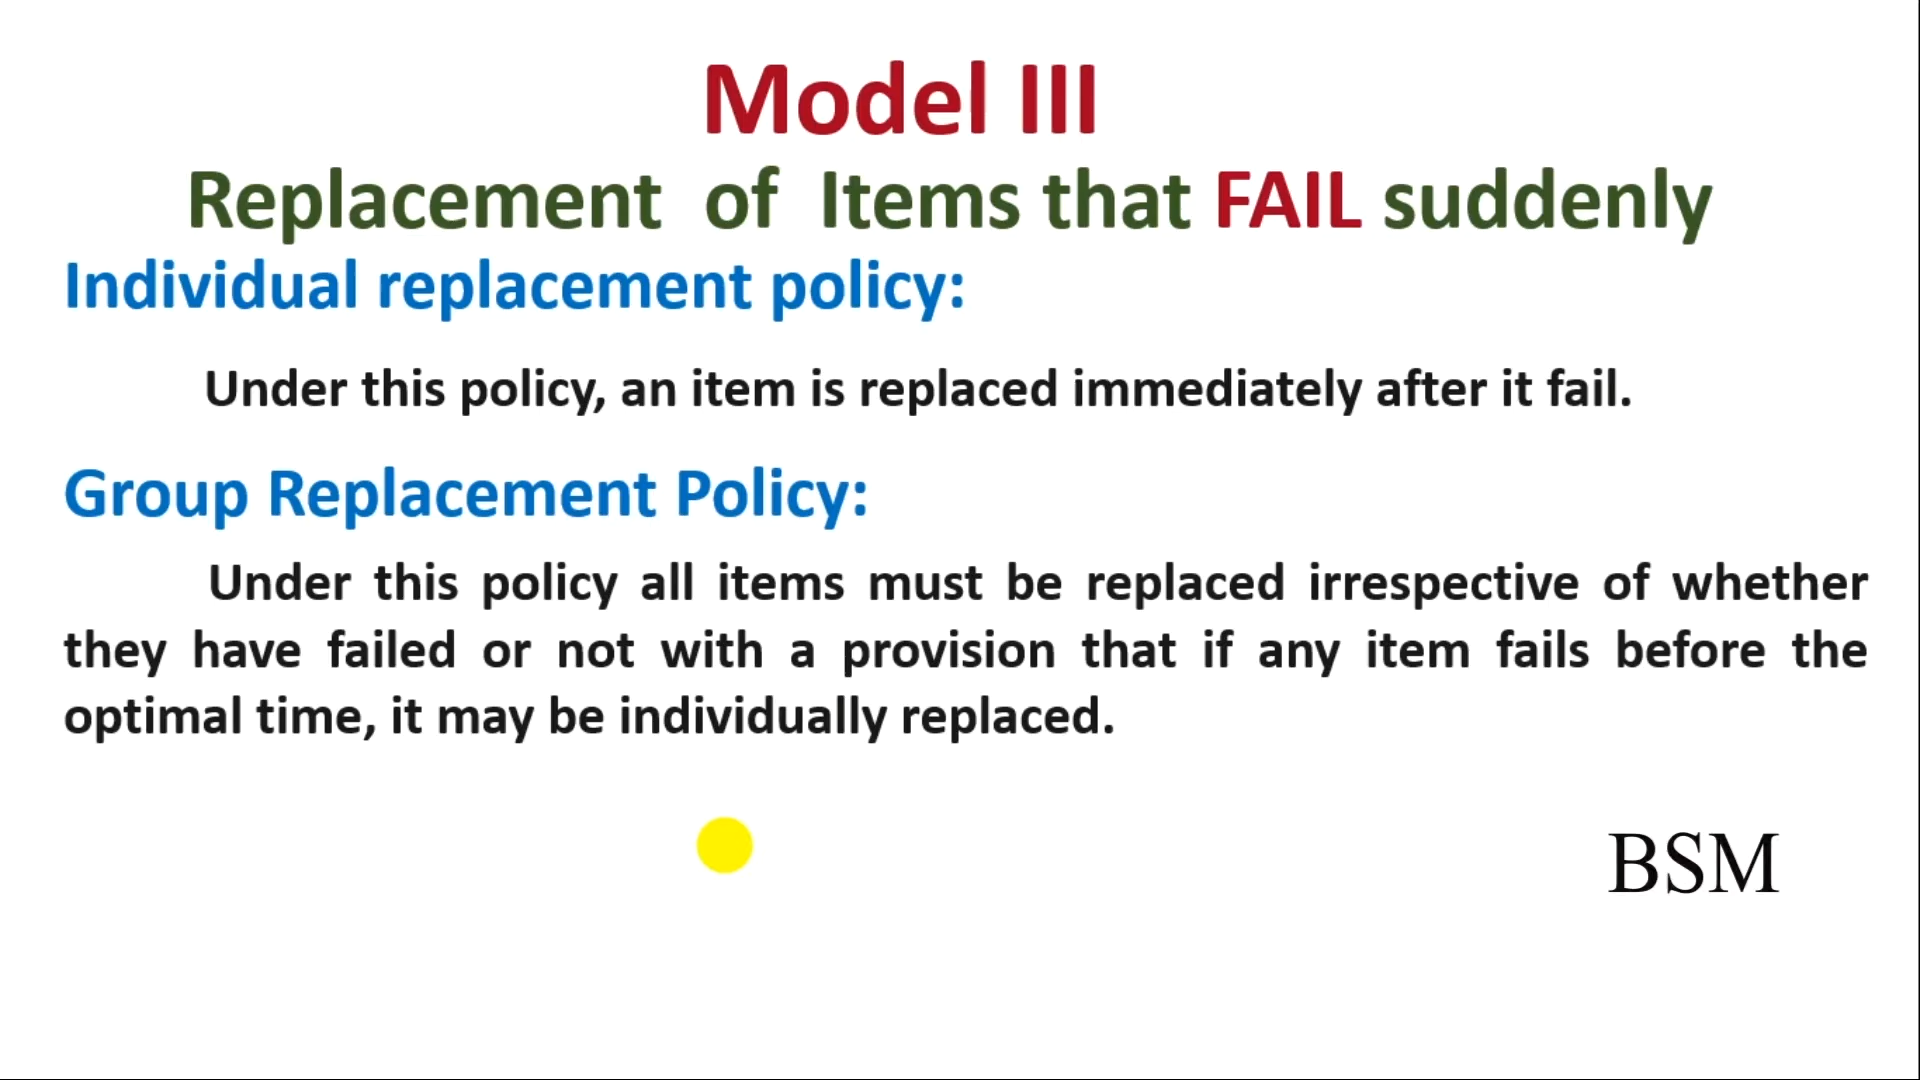 Model III
Replacement of Items that FAIL suddenly
Individual replacement policy:
Under this policy, an item is replaced immediately after it fail.
Group Replacement Policy:
Under this policy all items must be replaced irrespective of whether
they have failed or not with a provision that if any item fails before the
optimal time, it may be individually replaced.
BSM